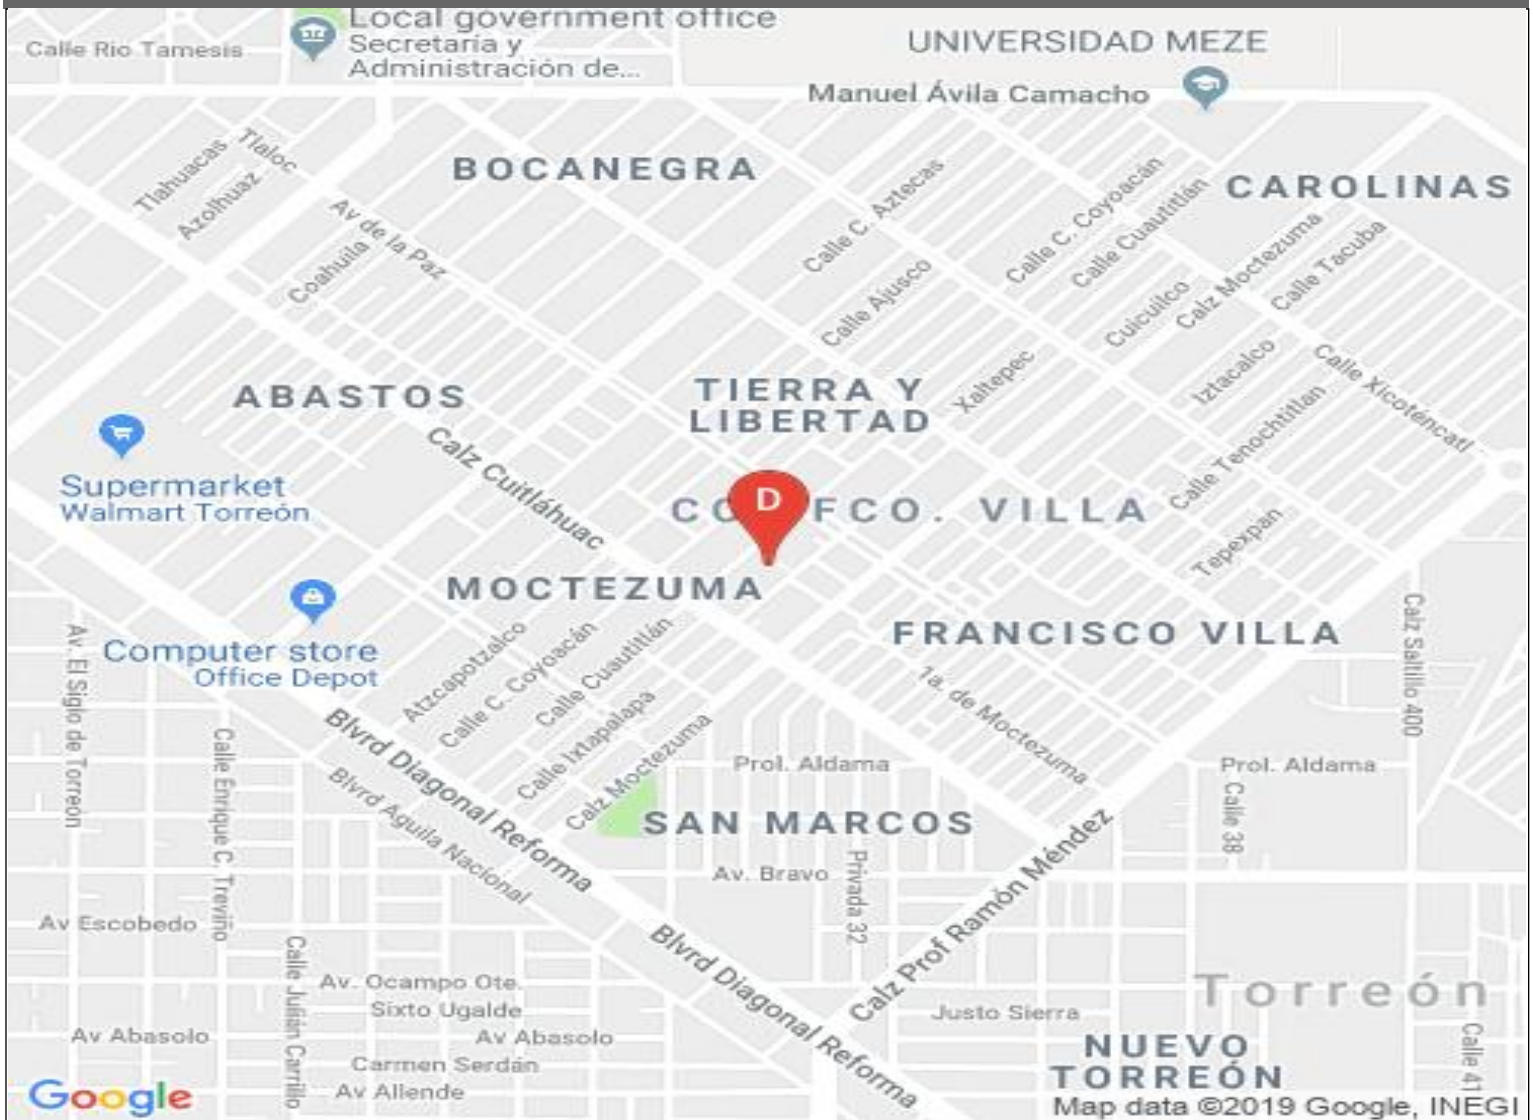 Local government office
Secretaría y
Administración de...
Calle Rio Tamesis
UNIVERSIDAD MEZE
Manuel Ávila Camacho
Tlahuacas
Tlaloc
Azolhuaz
BOCANEGRA
CAROLINAS
Av de la Paz
Coahuila
Calle C. Aztecas
Calle C. Coyoacán
Calle Cuautitlán
Calle Ajusco
Cuicuilco
Calz Moctezuma
Calle Tacuba
ABASTOS
TIERRA Y
LIBERTAD
Xaltepec
Iztacalco
Calle Xicoténcatl
Calle Tenochtitlan
Supermarket
Walmart Torreón
Calz Cuitláhuac
D
CO FCO. VILLA
Tepexpan
MOCTEZUMA
FRANCISCO VILLA
Computer store
Office Depot
Av. El Siglo de Torreón
Atzcapotzalco
Calle C. Coyoacán
Calle Cuautitlán
Calle Ixtapalapa
Calz Moctezuma
1a. de Moctezuma
Calz Saltillo 400
Blvrd Diagonal Reforma
Blvrd Aguila Nacional
Calle Enrique C. Treviño
Prol. Aldama
Prol. Aldama
Calle 38
SAN MARCOS
Av. Bravo
Privada 32
Calz Prof Ramón Méndez
Av Escobedo
Calle Julián Carrillo
Av. Ocampo Ote.
Sixto Ugalde
Av Abasolo
Av Abasolo
Carmen Serdán
Av Allende
Blvrd Diagonal Reforma
Justo Sierra
Torreón
NUEVO
TORREÓN
Calle 41
Google
Map data ©2019 Google, INEGI